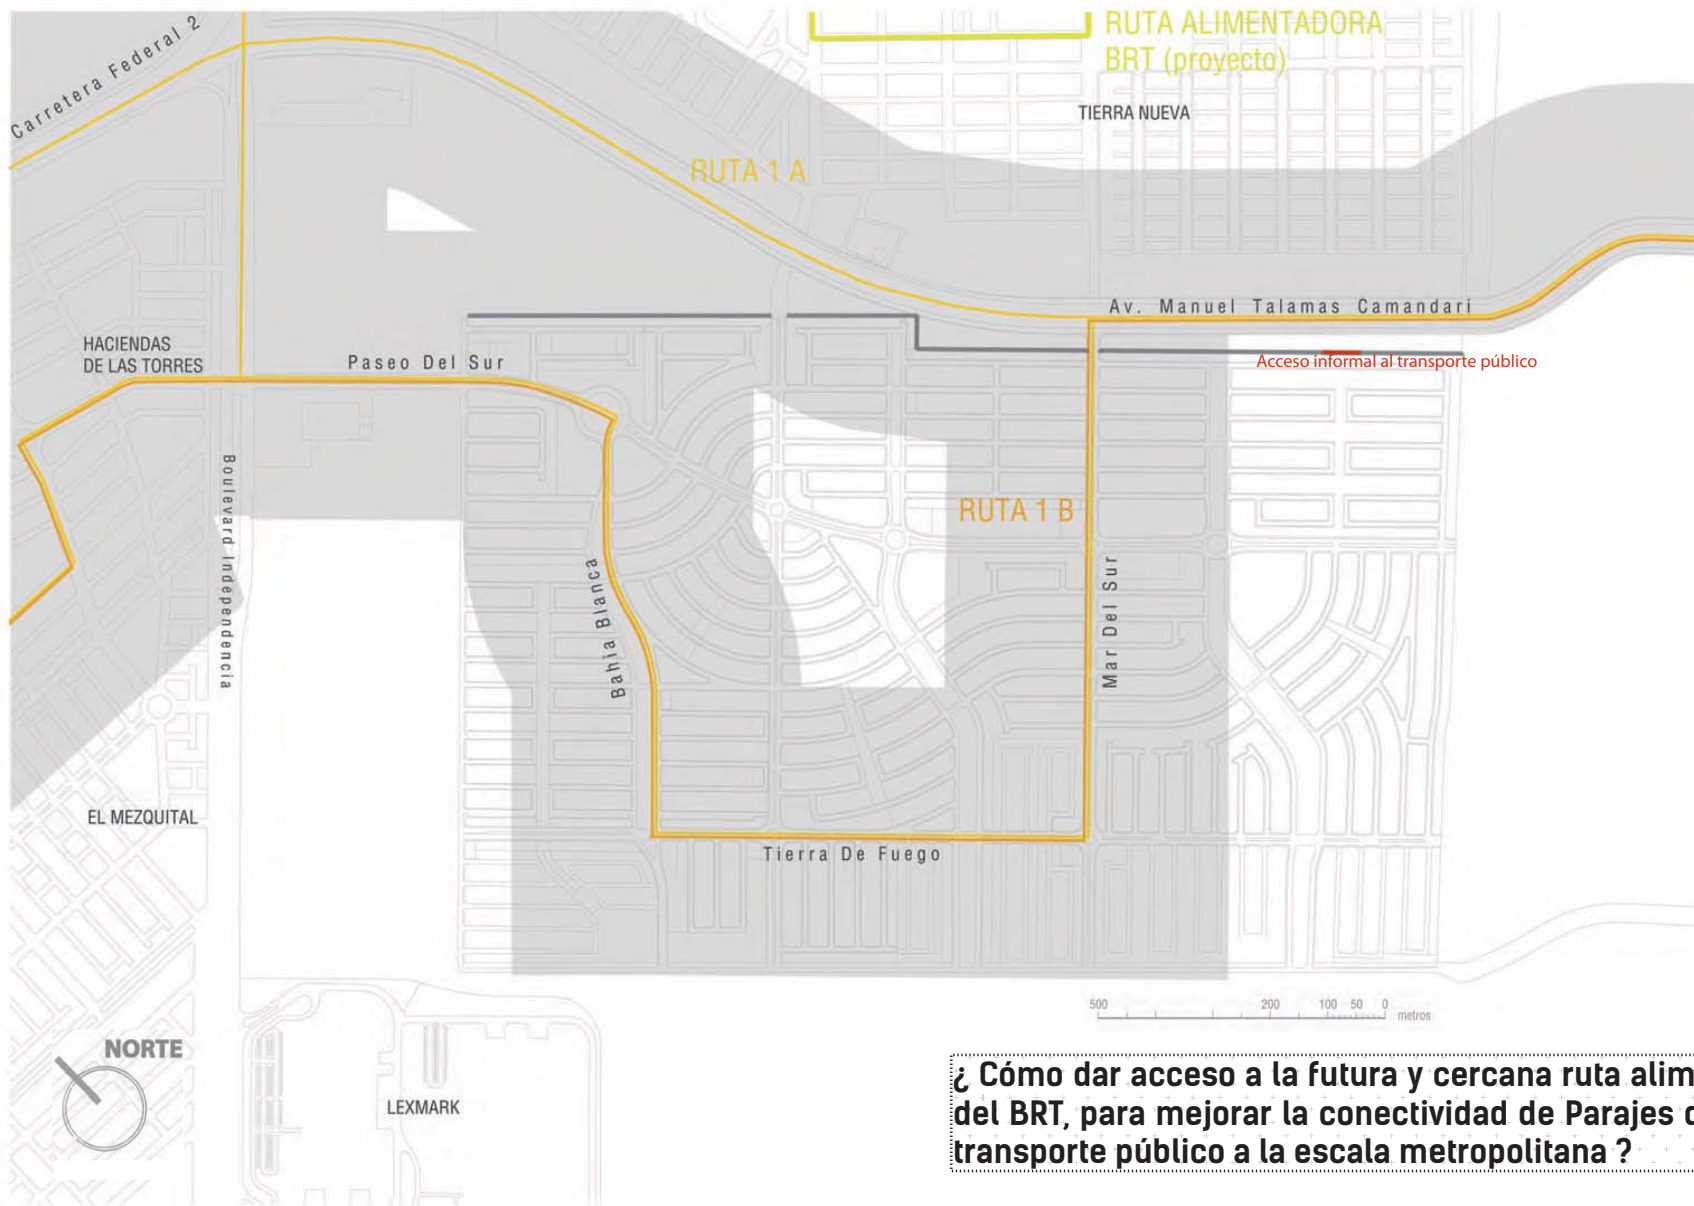 Carretera Federal 2
RUTA ALIMENTADORA
BRT (proyecto)
TIERRA NUEVA
RUTA 1 A
Av. Manuel Talamas Camandari
HACIENDAS
DE LAS TORRES
Paseo Del Sur
Acceso informal al transporte público
Boulevard Independencia
RUTA 1 B
Bahia Blanca
Mar Del Sur
EL MEZQUITAL
Tierra De Fuego
500 200 100 50 0
metros
NORTE
LEXMARK
¿ Cómo dar acceso a la futura y cercana ruta alim
del BRT, para mejorar la conectividad de Parajes
transporte público a la escala metropolitana ?